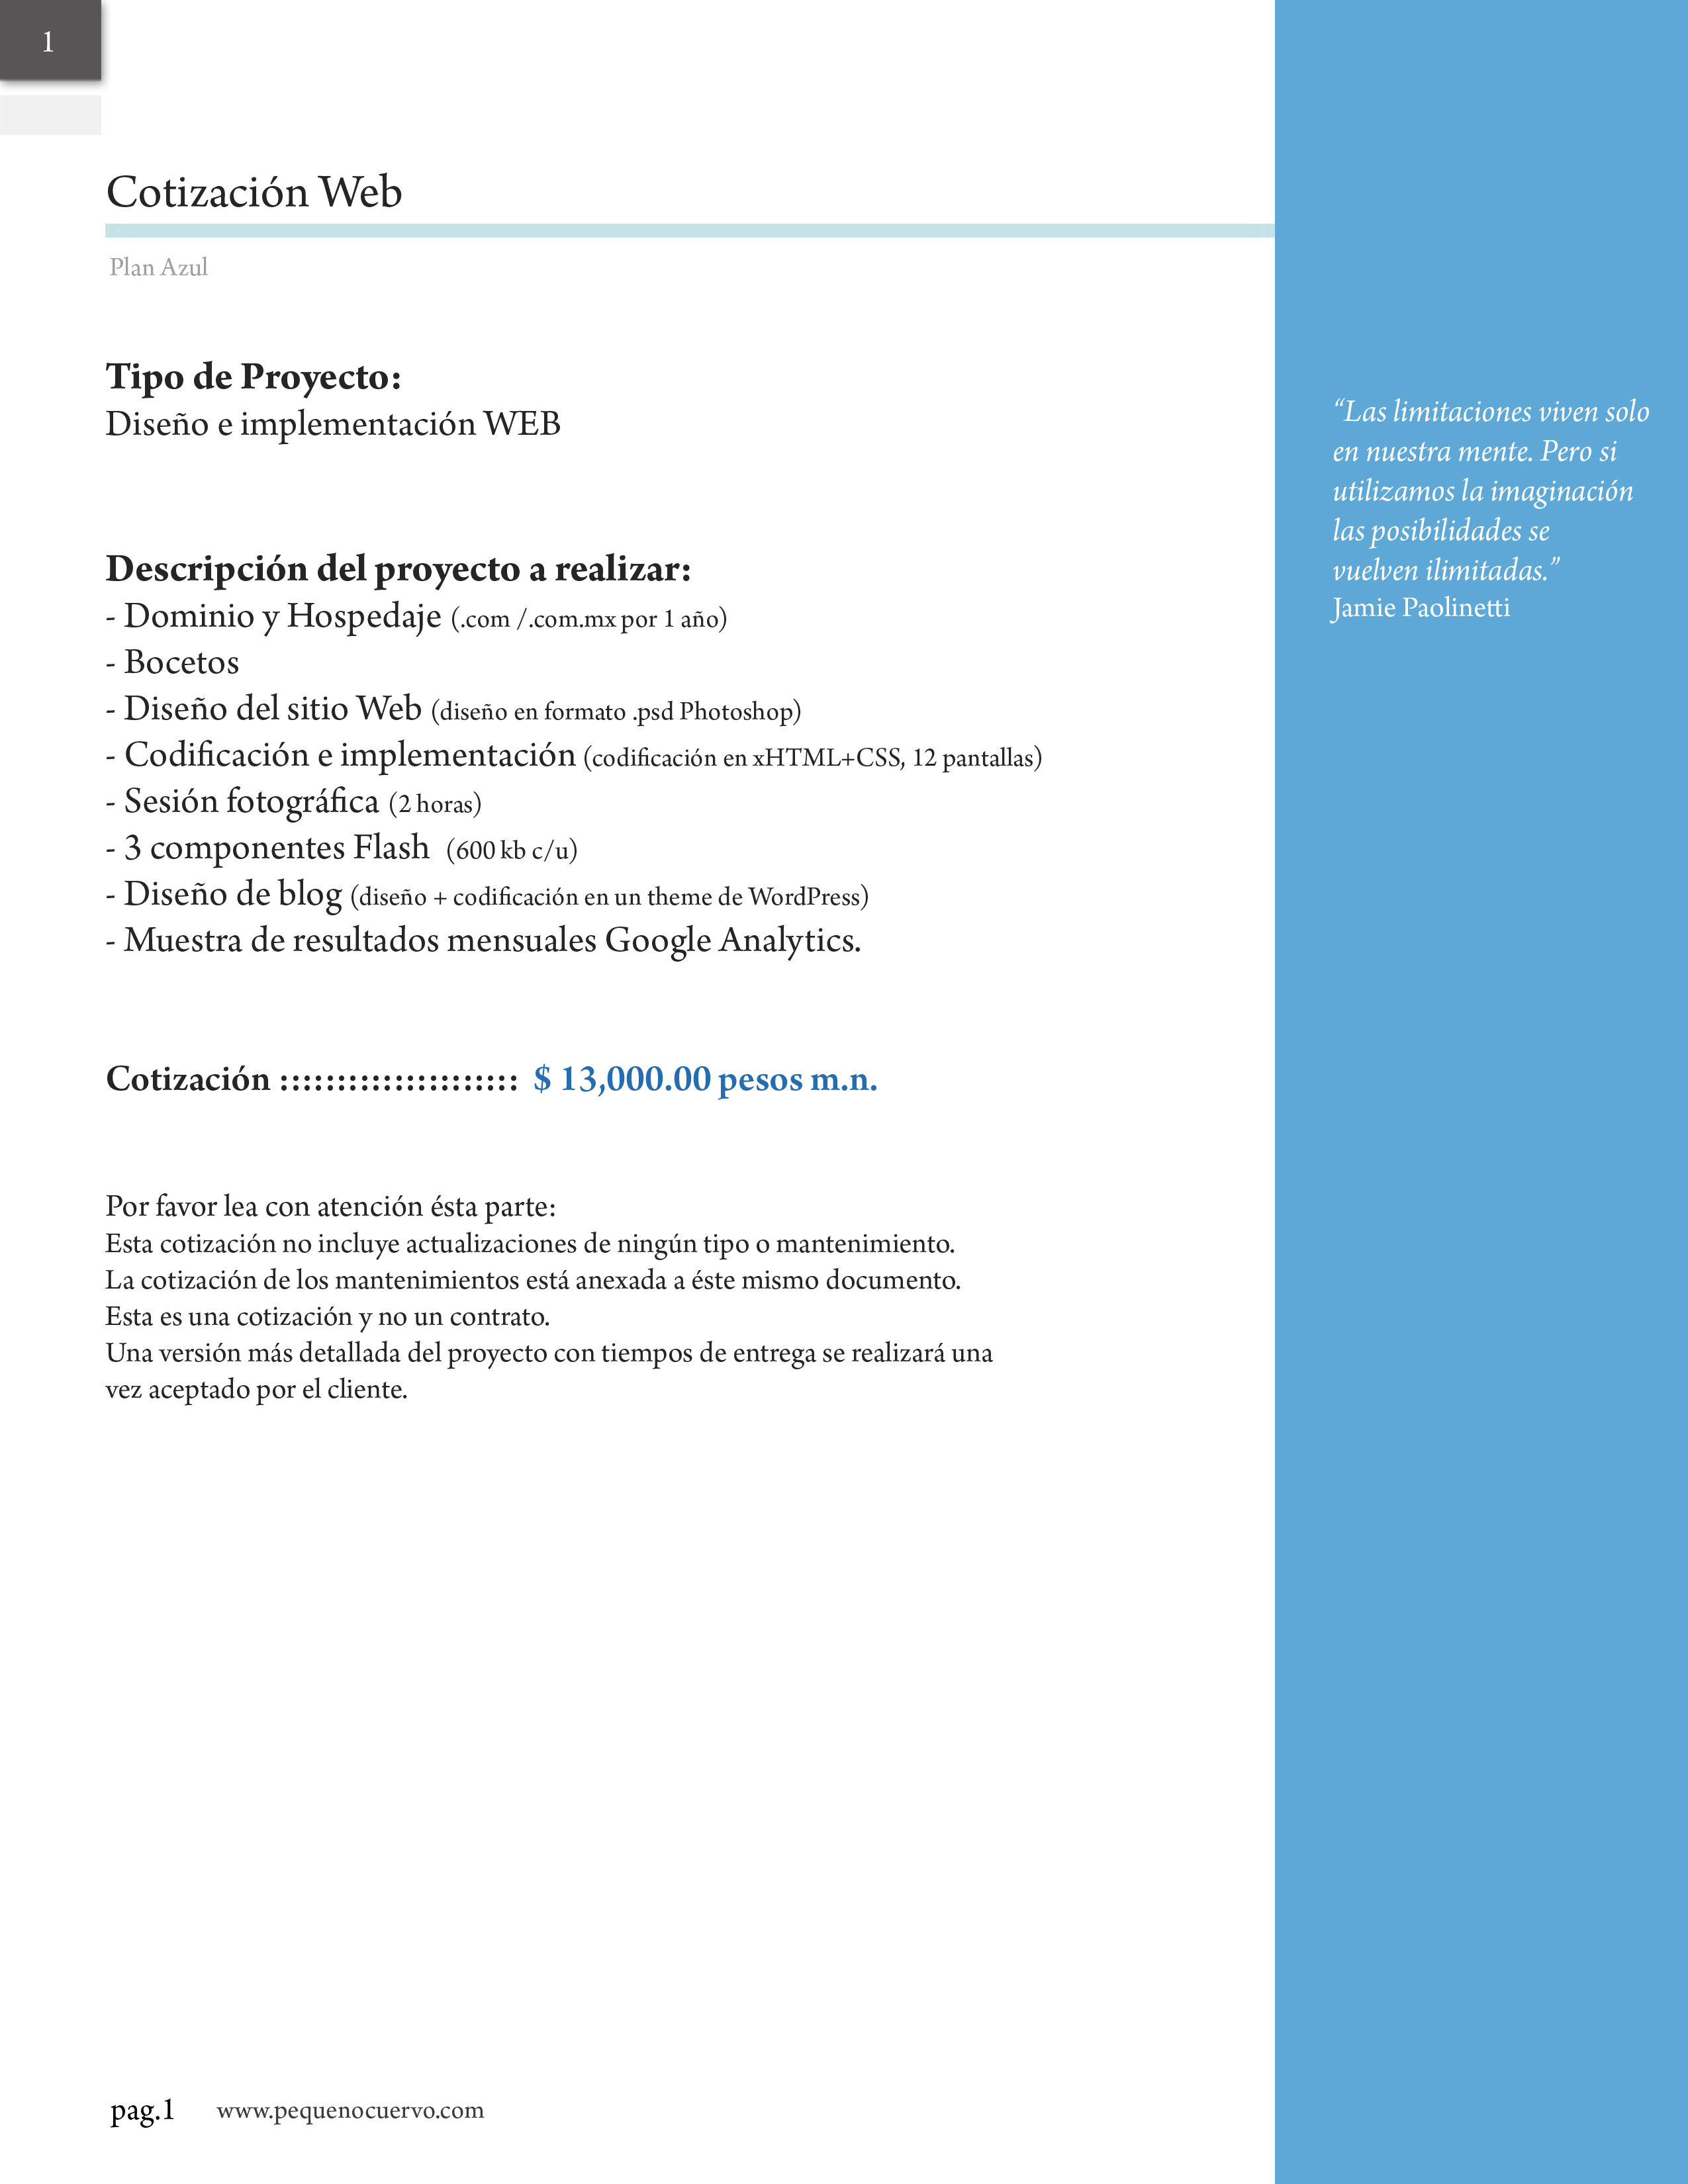 1
Cotización Web
Plan Azul
Tipo de Proyecto:
Diseño e implementación WEB
Descripción del proyecto a realizar:
- Dominio y Hospedaje (.com /.com.mx por 1 año)
- Bocetos
- Diseño del sitio Web (diseño en formato .psd Photoshop)
- Codificación e implementación (codificación en xHTML+CSS, 12 pantallas)
- Sesión fotográfica (2 horas)
- 3 componentes Flash (600 kb c/u)
- Diseño de blog (diseño + codificación en un theme de WordPress)
- Muestra de resultados mensuales Google Analytics.
Cotización ::::::::::::::::::::: $ 13,000.00 pesos m.n.
Por favor lea con atención ésta parte:
Esta cotización no incluye actualizaciones de ningún tipo o mantenimiento.
La cotización de los mantenimientos está anexada a éste mismo documento.
Esta es una cotización y no un contrato.
Una versión más detallada del proyecto con tiempos de entrega se realizará una
vez aceptado por el cliente.
“Las limitaciones viven solo
en nuestra mente. Pero si
utilizamos la imaginación
las posibilidades se
vuelven ilimitadas.”
Jamie Paolinetti
pag.1 www.pequenocuervo.com